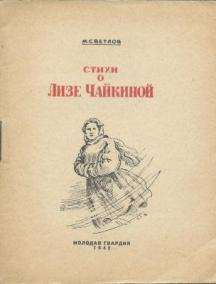 М. СВЕТЛОВ
СТИХИ
О
ЛИЗЕ ЧАЙКИНОЙ
МОЛОДАЯ ГВАРДИЯ
1942